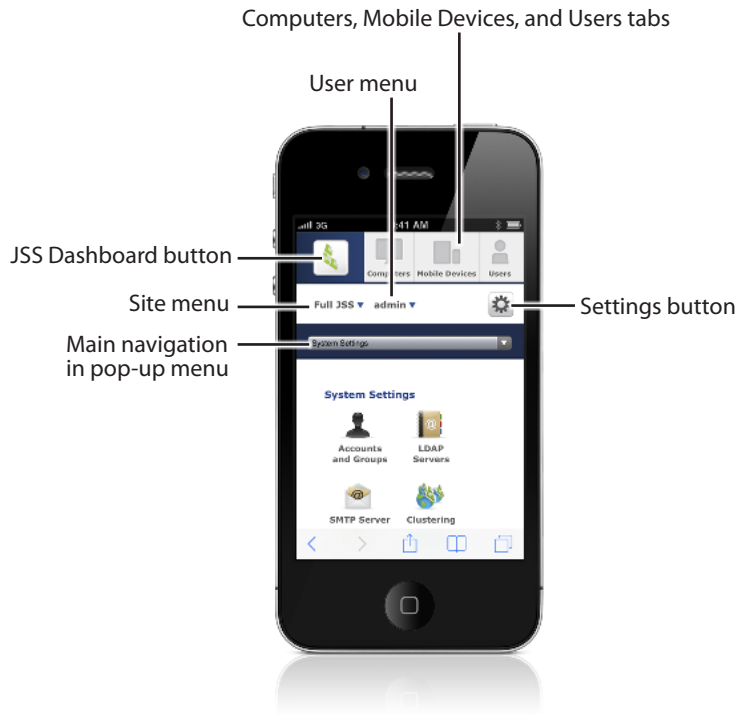 Computers, Mobile Devices, and Users tabs
User menu
JSS Dashboard button
Site menu
Main navigation
in pop-up menu
Settings button
3G
:41 AM
Computers
Mobile Devices
Users
Full JSS
admin
System Settings
System Settings
Accounts
and Groups
LDAP
Servers
SMTP Server
Clustering